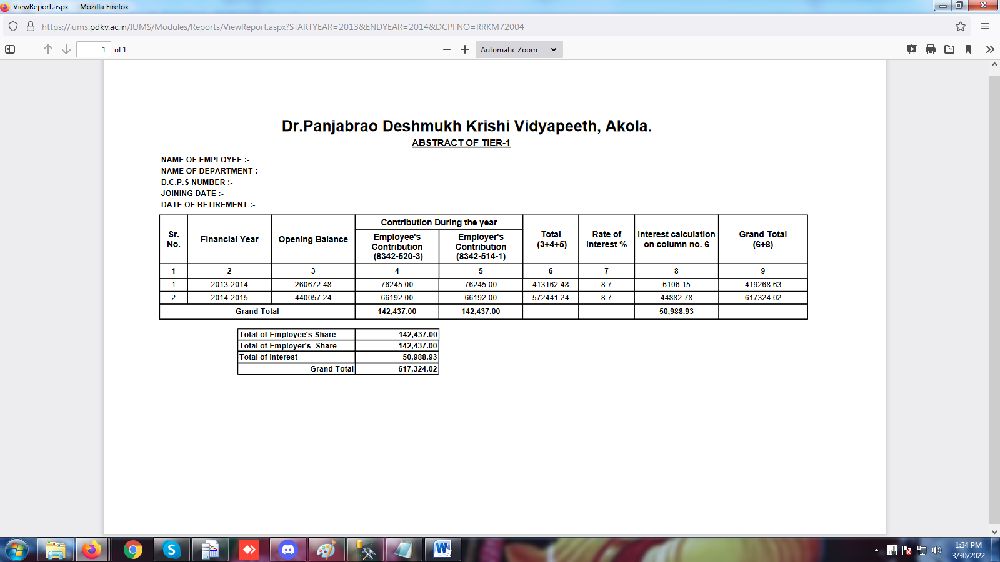 ViewReport.aspx — Mozilla Firefox
https://iums.pdkv.ac.in/IUMS/Modules/Reports/ViewReport.aspx?STARTYEAR=2013&ENDYEAR=2014&DCPFNO=RRKM72004
1 of 1 Automatic Zoom
Dr.Panjabrao Deshmukh Krishi Vidyapeeth, Akola.
ABSTRACT OF TIER-1
NAME OF EMPLOYEE :-
NAME OF DEPARTMENT :-
D.C.P.S NUMBER :-
JOINING DATE :-
DATE OF RETIREMENT :-
Sr. No. Financial Year Opening Balance Contribution During the year Employee's Contribution (8342-520-3) Employer's Contribution (8342-514-1) Total (3+4+5) Rate of Interest % Interest calculation on column no. 6 Grand Total (6+8)
1 2 3 4 5 6 7 8 9
1 2013-2014 260672.48 76245.00 76245.00 413162.48 8.7 6106.15 419268.63
2 2014-2015 440057.24 66192.00 66192.00 572441.24 8.7 44882.78 617324.02
Grand Total 142,437.00 142,437.00 50,988.93
Total of Employee's Share 142,437.00
Total of Employer's Share 142,437.00
Total of Interest 50,988.93
Grand Total 617,324.02
1:34 PM
3/30/2022